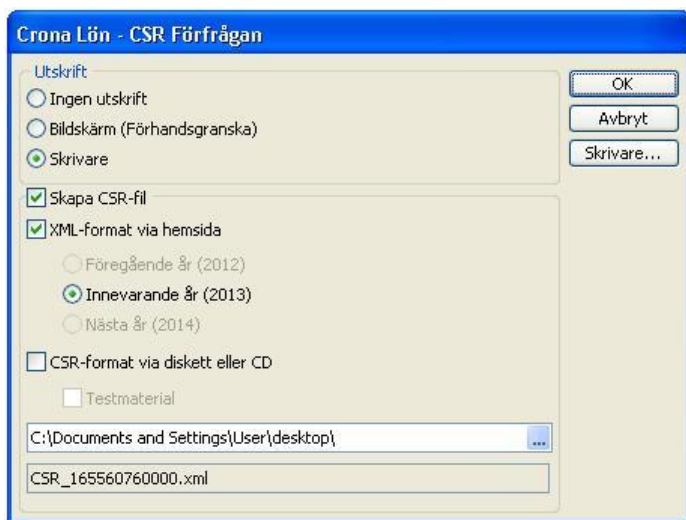 Crona Lön - CSR Förfrågan
Utskrift
Ingen utskrift
Bildskärm (Förhandsgranska)
Skrivare
OK
Avbryt
Skrivare...
Skapa CSR-fil
XML-format via hemsida
Föregående år (2012)
Innevarande år (2013)
Nästa år (2014)
CSR-format via diskett eller CD
Testmaterial
C:\Documents and Settings\User\desktop\
...
CSR_165560760000.xml